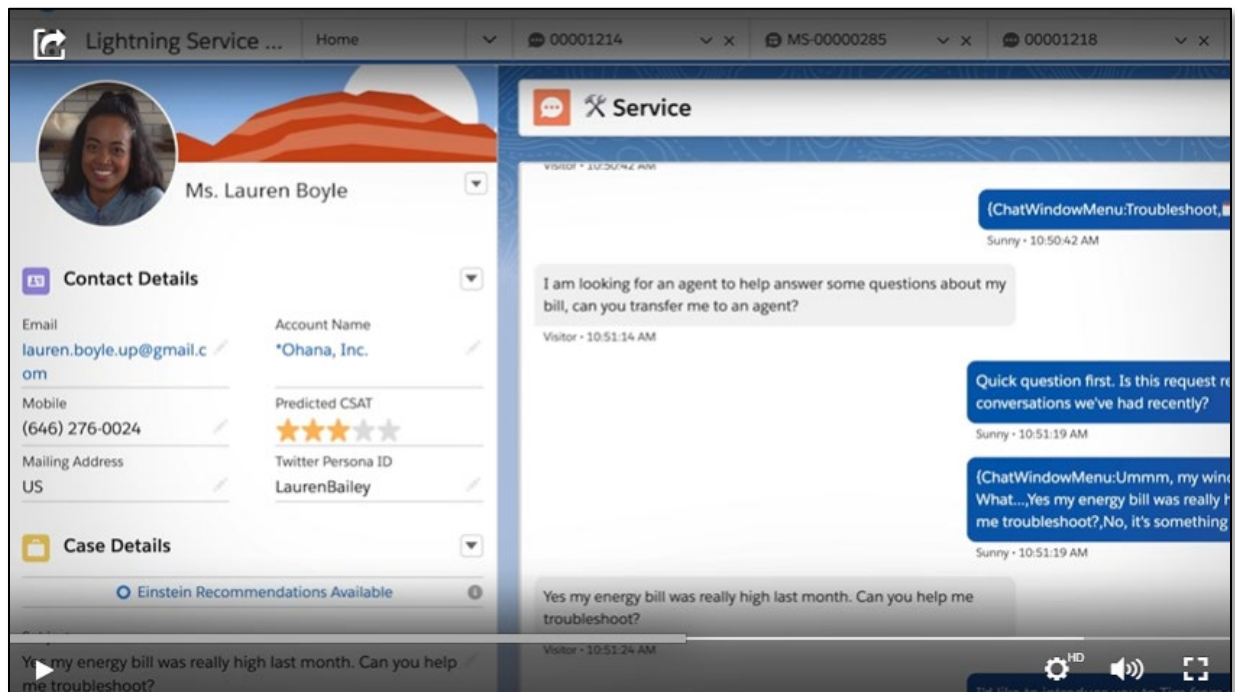 Lightning Service ...
Home
00001214
MS-00000285
00001218
Ms. Lauren Boyle
Contact Details
Email
lauren.boyle.up@gmail.c
om
Account Name
*Ohana, Inc.
Mobile
(646) 276-0024
Predicted CSAT
Mailing Address
US
Twitter Persona ID
LaurenBailey
Case Details
Einstein Recommendations Available
Yes my energy bill was really high last month. Can you help
me troubleshoot?
Service
Visitor • 10:50:42 AM
{ChatWindowMenu:Troubleshoot,
Sunny • 10:50:42 AM
I am looking for an agent to help answer some questions about my
bill, can you transfer me to an agent?
Visitor • 10:51:14 AM
Quick question first. Is this request
conversations we've had recently?
Sunny • 10:51:19 AM
{ChatWindowMenu:Ummm, my
What...,Yes my energy bill was really
me troubleshoot?,No, it's something
Sunny • 10:51:19 AM
Yes my energy bill was really high last month. Can you help me
troubleshoot?
Visitor • 10:51:24 AM
HD